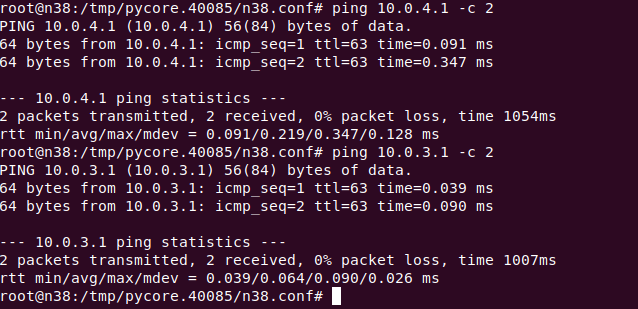 root@n38:/tmp/pycore.40085/n38.conf# ping 10.0.4.1 -c 2
PING 10.0.4.1 (10.0.4.1) 56(84) bytes of data.
64 bytes from 10.0.4.1: icmp_seq=1 ttl=63 time=0.091 ms
64 bytes from 10.0.4.1: icmp_seq=2 ttl=63 time=0.347 ms

--- 10.0.4.1 ping statistics ---
2 packets transmitted, 2 received, 0% packet loss, time 1054ms
rtt min/avg/max/mdev = 0.091/0.219/0.347/0.128 ms
root@n38:/tmp/pycore.40085/n38.conf# ping 10.0.3.1 -c 2
PING 10.0.3.1 (10.0.3.1) 56(84) bytes of data.
64 bytes from 10.0.3.1: icmp_seq=1 ttl=63 time=0.039 ms
64 bytes from 10.0.3.1: icmp_seq=2 ttl=63 time=0.090 ms

--- 10.0.3.1 ping statistics ---
2 packets transmitted, 2 received, 0% packet loss, time 1007ms
rtt min/avg/max/mdev = 0.039/0.064/0.090/0.026 ms
root@n38:/tmp/pycore.40085/n38.conf#